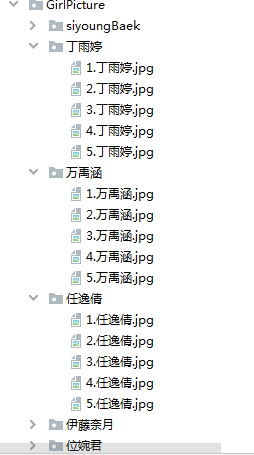 GirlPicture
siyoungBaek
丁雨婷
1.丁雨婷.jpg
2.丁雨婷.jpg
3.丁雨婷.jpg
4.丁雨婷.jpg
5.丁雨婷.jpg
万禹涵
1.万禹涵.jpg
2.万禹涵.jpg
3.万禹涵.jpg
4.万禹涵.jpg
5.万禹涵.jpg
任逸倩
1.任逸倩.jpg
2.任逸倩.jpg
3.任逸倩.jpg
4.任逸倩.jpg
5.任逸倩.jpg
伊藤奈月
位婉君